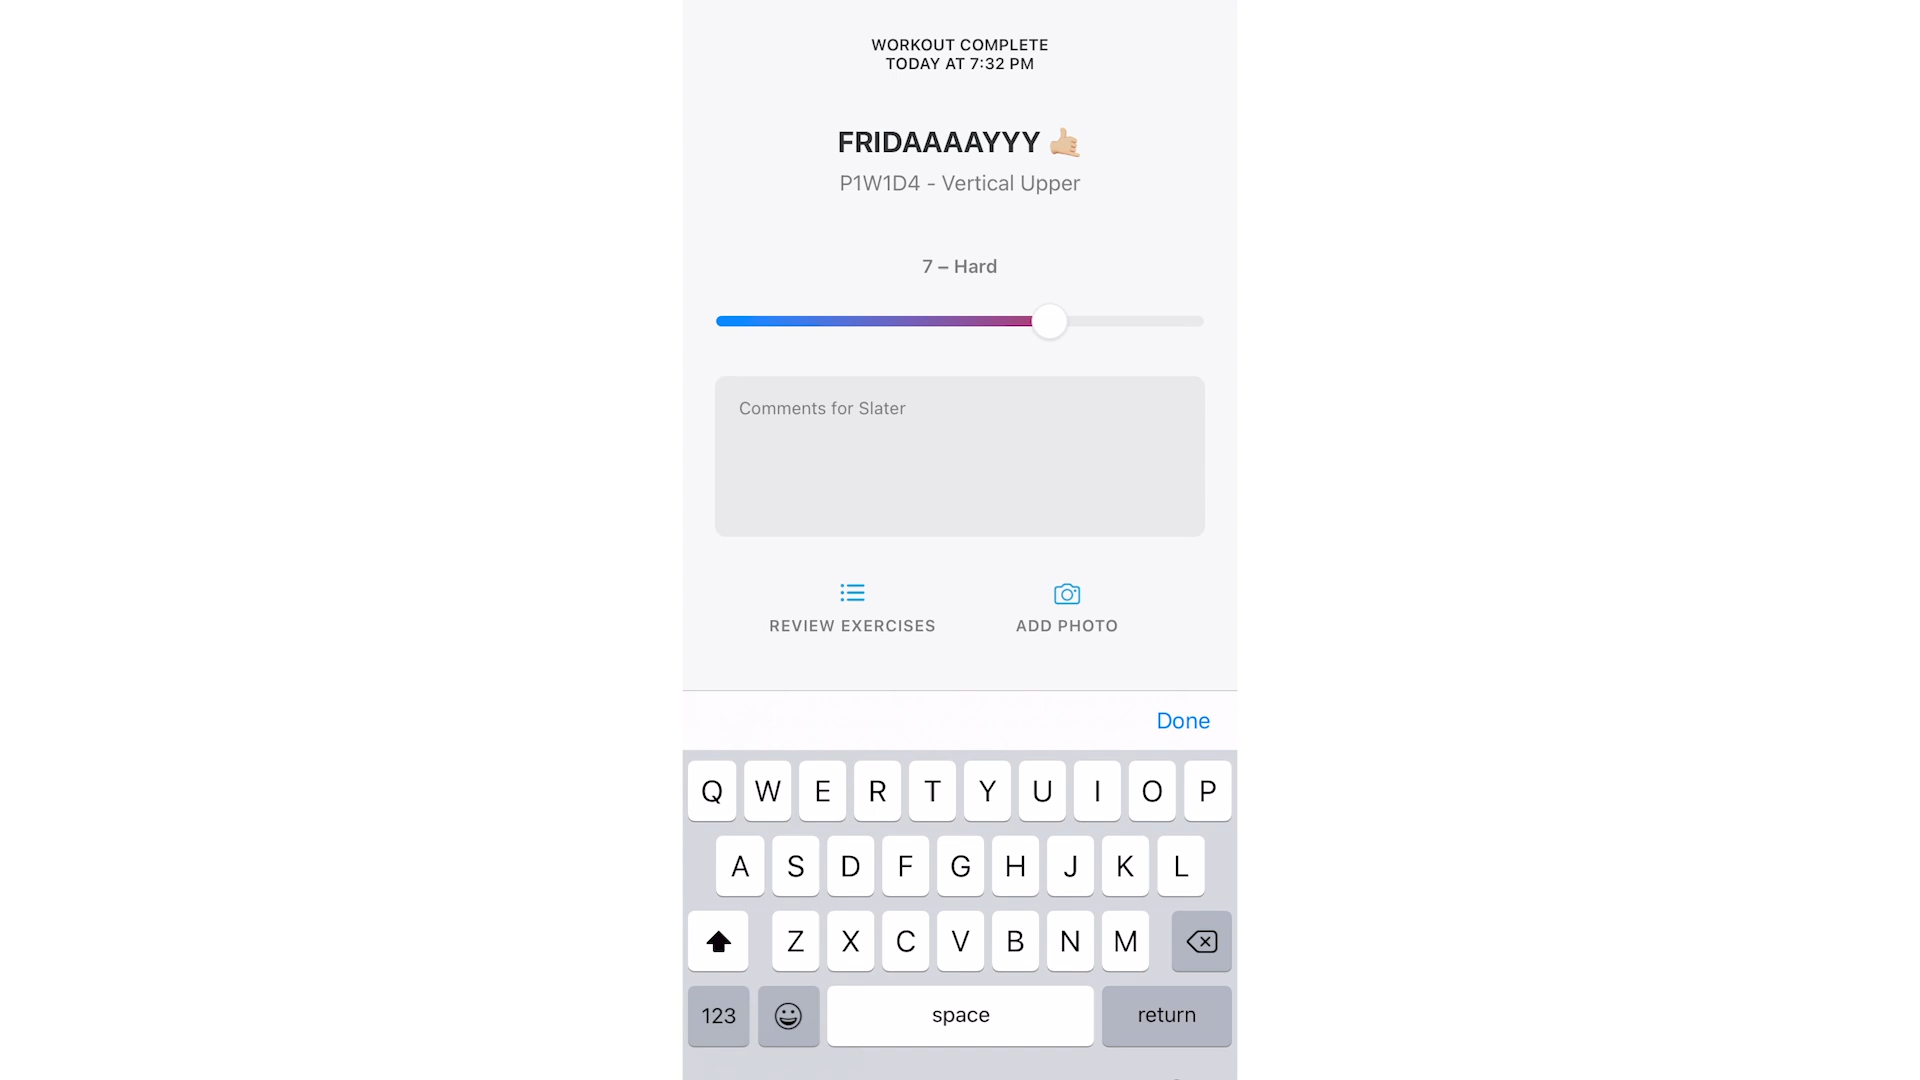 WORKOUT COMPLETE
TODAY AT 7:32 PM
FRIDAAAAYYY 🤙🏼
P1W1D4 - Vertical Upper
7 – Hard
Comments for Slater
REVIEW EXERCISES
ADD PHOTO
Done
Q W E R T Y U I O P
A S D F G H J K L
Z X C V B N M
123 space return